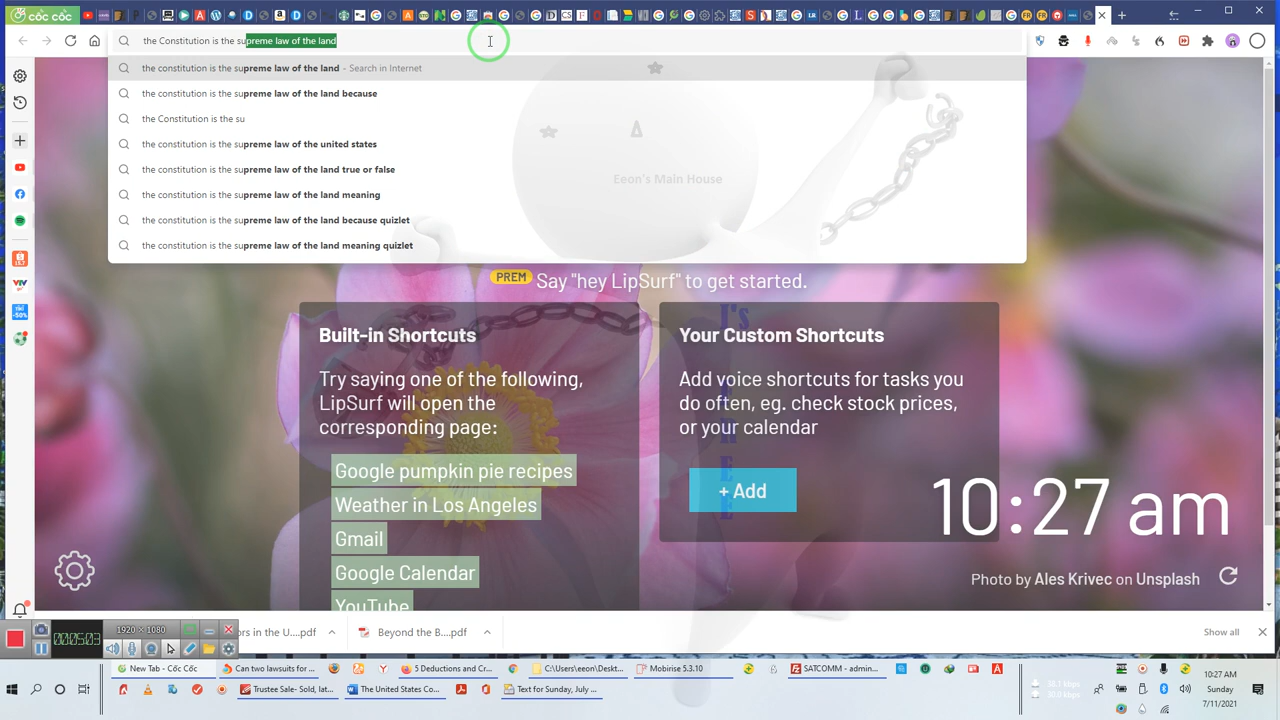 cốc cốc
the Constitution is the supreme law of the land
the constitution is the supreme law of the land - Search in Internet
the constitution is the supreme law of the land because
the Constitution is the su
the constitution is the supreme law of the united states
the constitution is the supreme law of the land true or false
the constitution is the supreme law of the land meaning
the constitution is the supreme law of the land because quizlet
the constitution is the supreme law of the land meaning quizlet
Eeon's Main House
PREM Say "hey LipSurf" to get started.
Built-in Shortcuts
Try saying one of the following,
LipSurf will open the
corresponding page:
Google pumpkin pie recipes
Weather in Los Angeles
Gmail
Google Calendar
YouTube
Your Custom Shortcuts
Add voice shortcuts for tasks you
do often, eg. check stock prices,
or your calendar
+ Add
10:27 am
Photo by Ales Krivec on Unsplash
1920 × 1080
000503
ors in the U....pdf
Beyond the B....pdf
Show all
New Tab - Cốc Cốc
Can two lawsuits for ...
5 Deductions and Cr...
C:\Users\eeon\Deskt...
Mobirise 5.3.10
SATCOMM - admin...
Trustee Sale- Sold, lat...
The United States Co...
Text for Sunday, July ...
10:27 AM
Sunday
7/11/2021